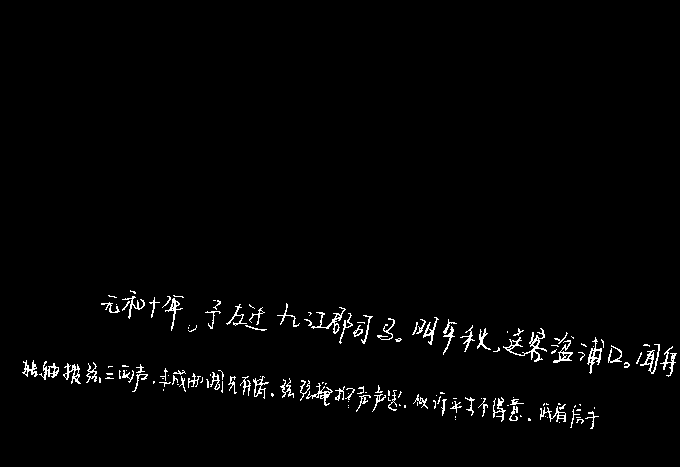 元和十年。予左迁九江郡司马。明年秋,送客湓浦口。闻舟
转轴拨弦三两声,未成曲调先有情。弦弦掩抑声声思,似诉平生不得意。低眉信手